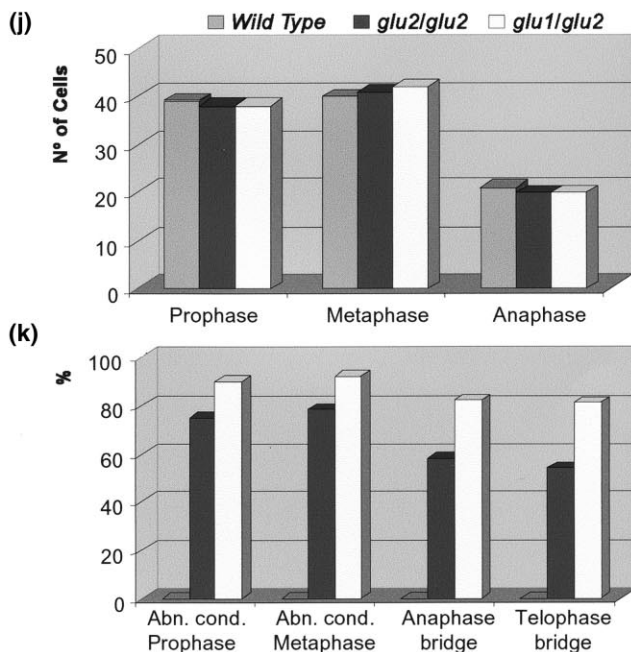 (j)
Wild Type glu2/glu2 glu1/glu2
Nº of Cells
50
40
30
20
10
0
Prophase Metaphase Anaphase
(k)
%
100
80
60
40
20
0
Abn. cond. Abn. cond. Anaphase Telophase
Prophase Metaphase bridge bridge